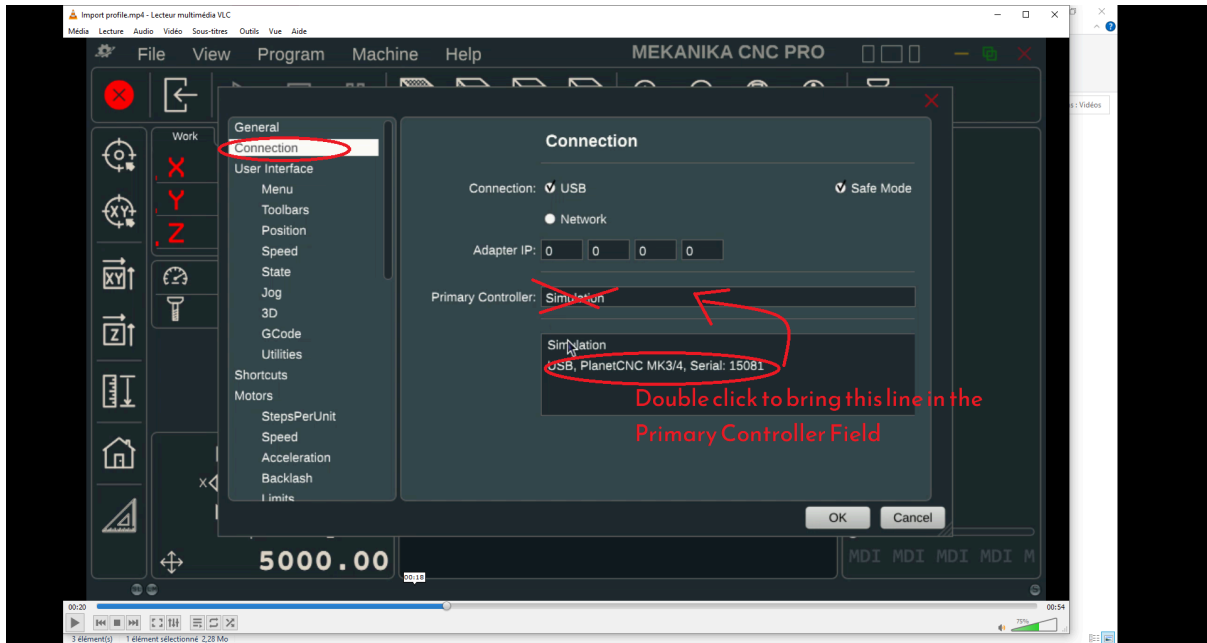 Import profile.mp4 - Lecteur multimédia VLC
Média Lecture Audio Vidéo Sous-titres Outils Vue Aide
File View Program Machine Help MEKANIKA CNC PRO
s : Vidéos
Work
X
Y
Z
General
Connection
User Interface
Menu
Toolbars
Position
Speed
State
Jog
3D
GCode
Utilities
Shortcuts
Motors
StepsPerUnit
Speed
Acceleration
Backlash
Limits
Connection
Connection: USB Safe Mode
Network
Adapter IP: 0 0 0 0
Primary Controller: Simulation
Simulation
USB, PlanetCNC MK3/4, Serial: 15081
Double click to bring this line in the
Primary Controller Field
OK Cancel
XY
XY
Z
X
5000.00
MDI MDI MDI MDI M
00:18
00:20 00:54
75%
3 élément(s) 1 élément sélectionné 2,28 Mo